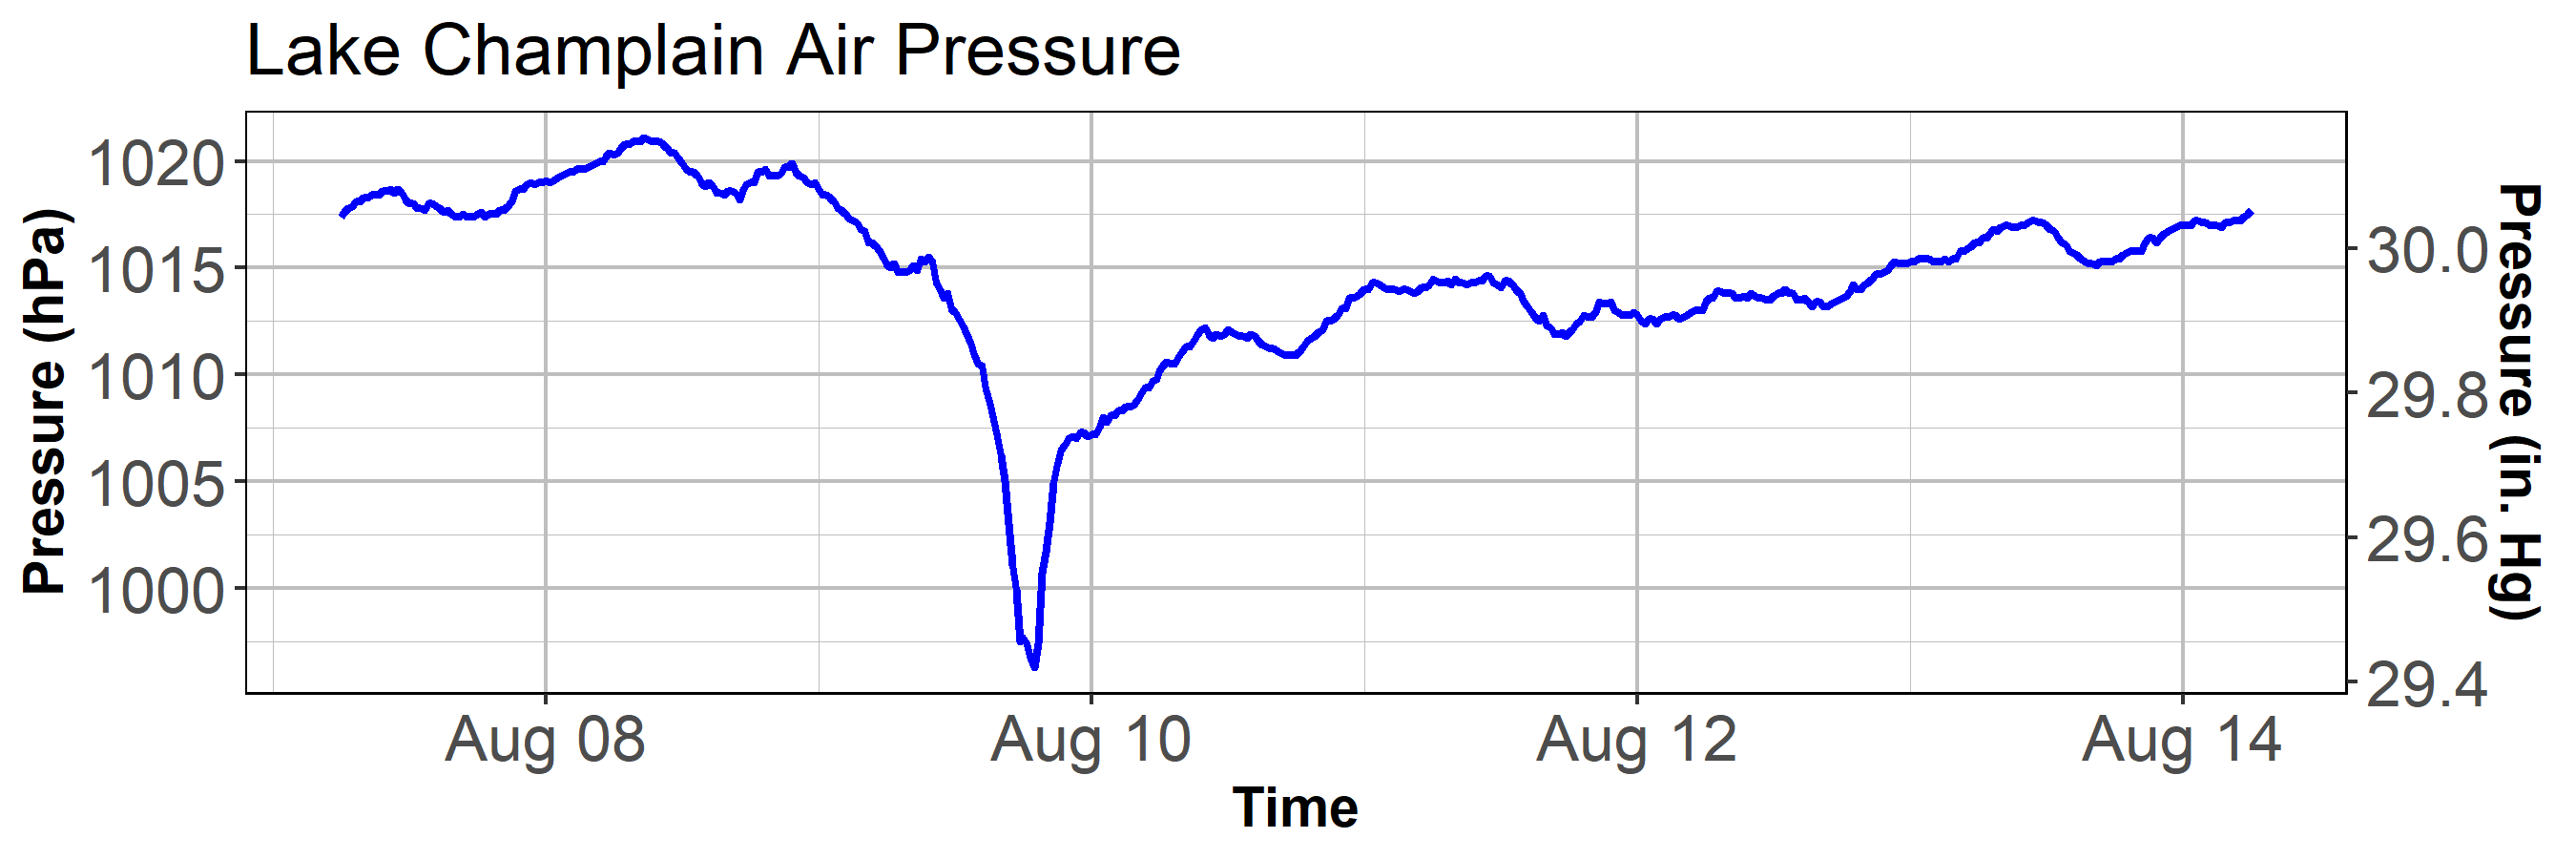 Lake Champlain Air Pressure
Pressure (hPa)
1020
1015
1010
1005
1000
30.0
29.8
29.6
29.4
Pressure (in. Hg)
Aug 08 Aug 10 Aug 12 Aug 14
Time